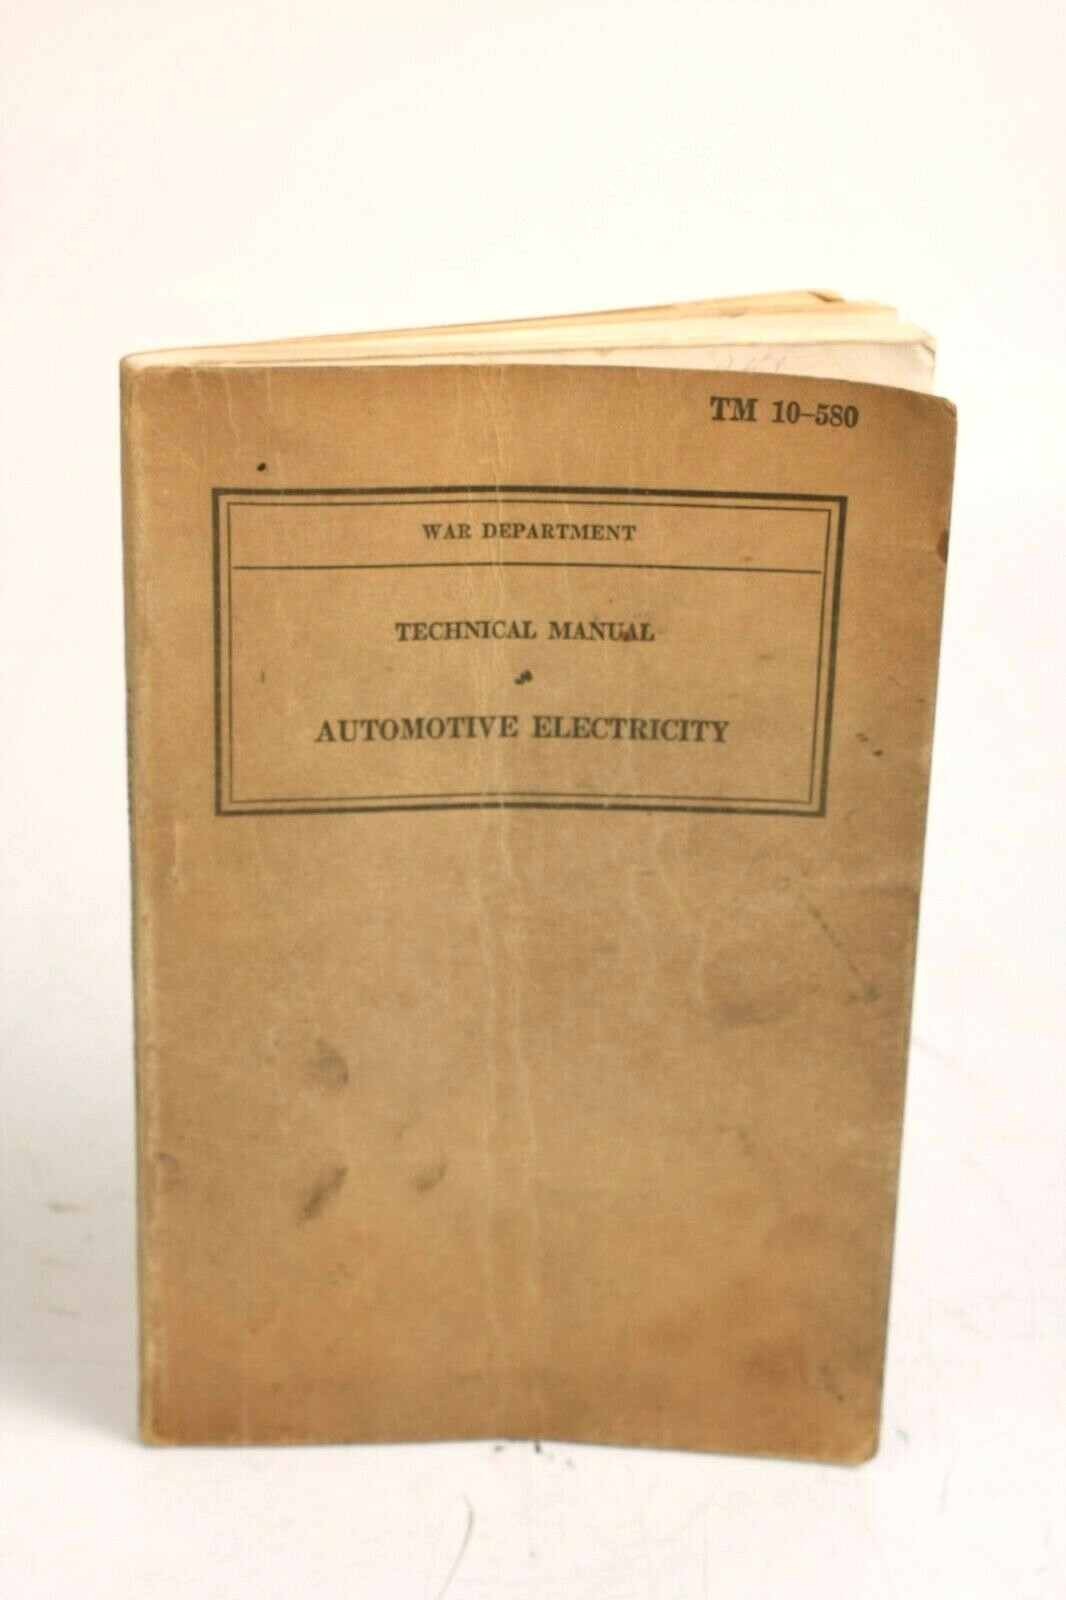 TM 10–580
WAR DEPARTMENT
TECHNICAL MANUAL
AUTOMOTIVE ELECTRICITY